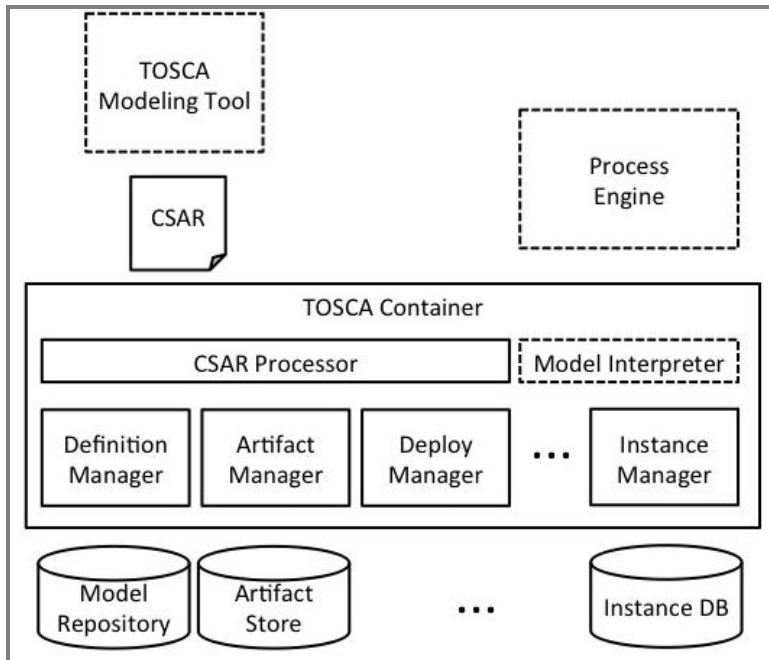 TOSCA
Modeling Tool
Process
Engine
CSAR
TOSCA Container
CSAR Processor
Model Interpreter
Definition
Manager
Artifact
Manager
Deploy
Manager
...
Instance
Manager
Model
Repository
Artifact
Store
...
Instance DB